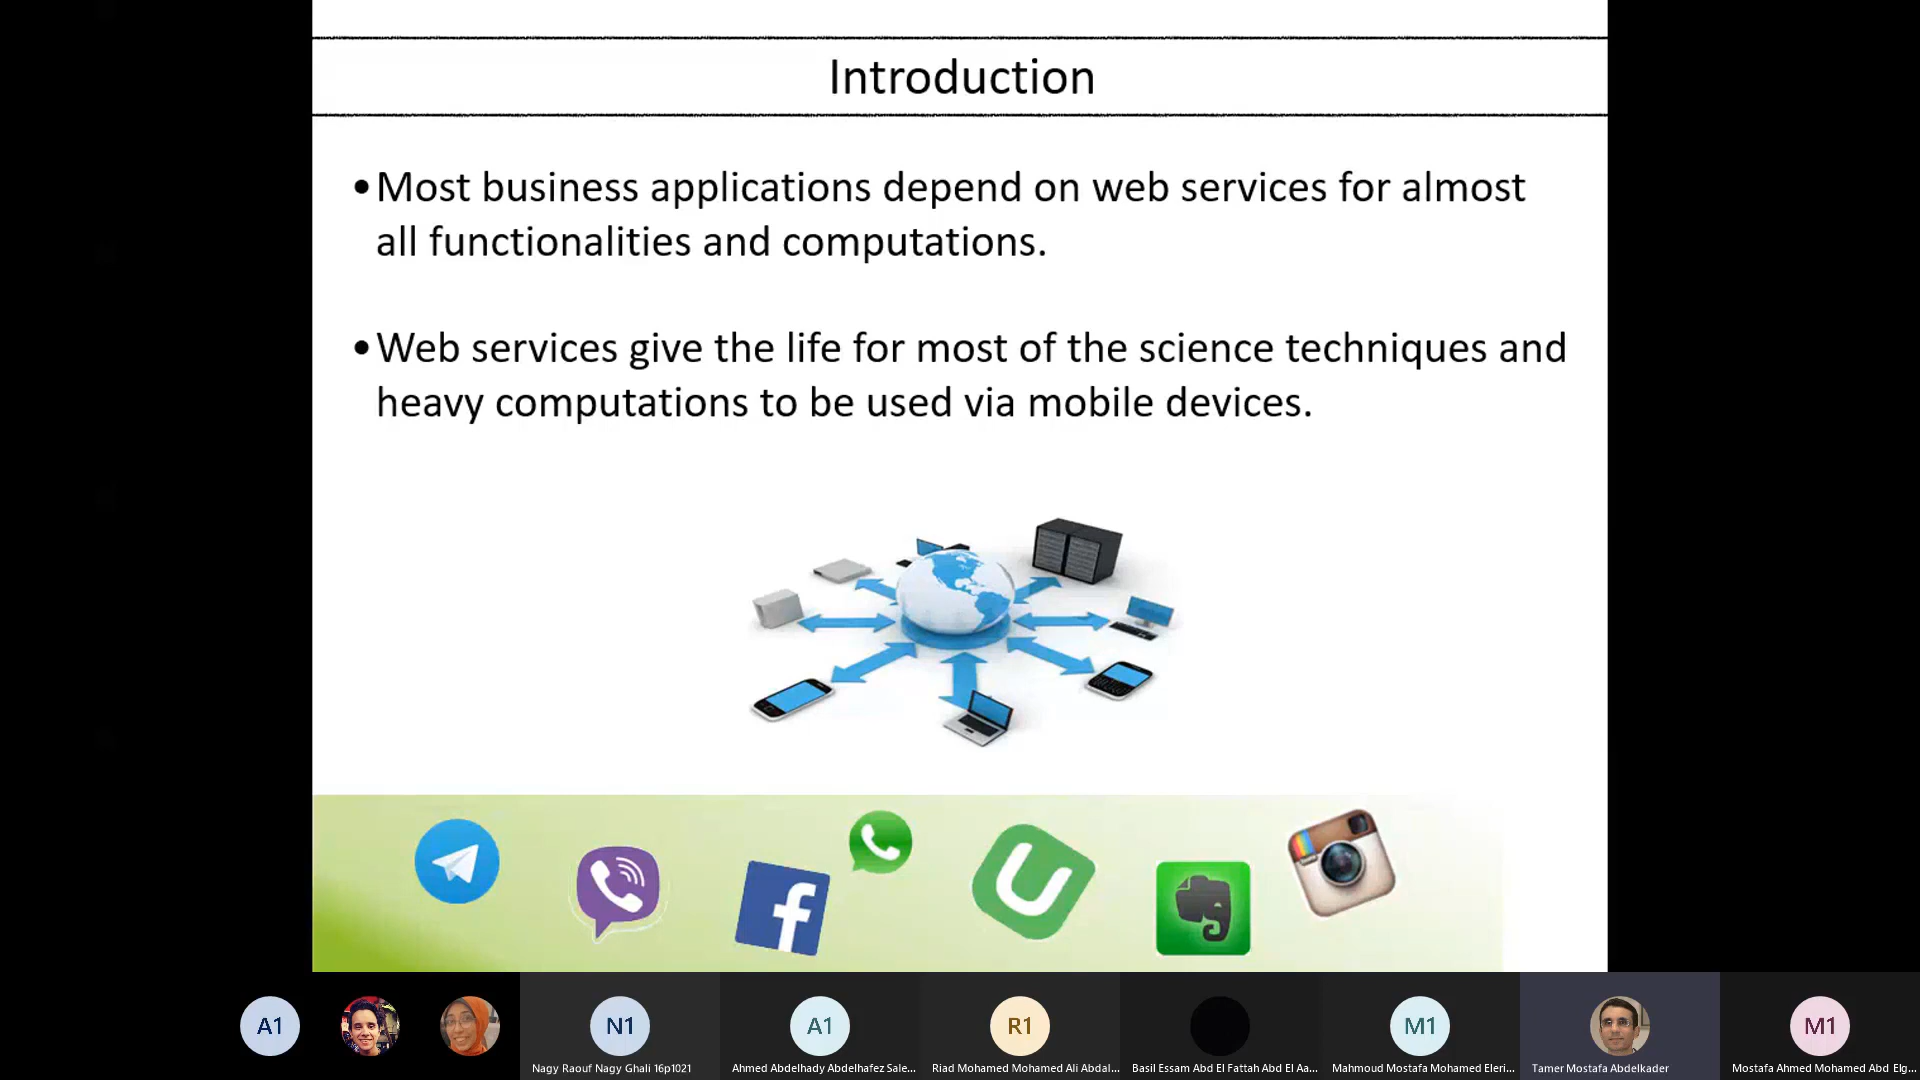 Introduction
•Most business applications depend on web services for almost
all functionalities and computations.
•Web services give the life for most of the science techniques and
heavy computations to be used via mobile devices.
A1
N1
A1
R1
M1
M1
Nagy Raouf Nagy Ghali 16p1021
Ahmed Abdelhady Abdelhafez Sale...
Riad Mohamed Mohamed Ali Abdal...
Basil Essam Abd El Fattah Abd El Aa...
Mahmoud Mostafa Mohamed Eleri...
Tamer Mostafa Abdelkader
Mostafa Ahmed Mohamed Abd Elg...